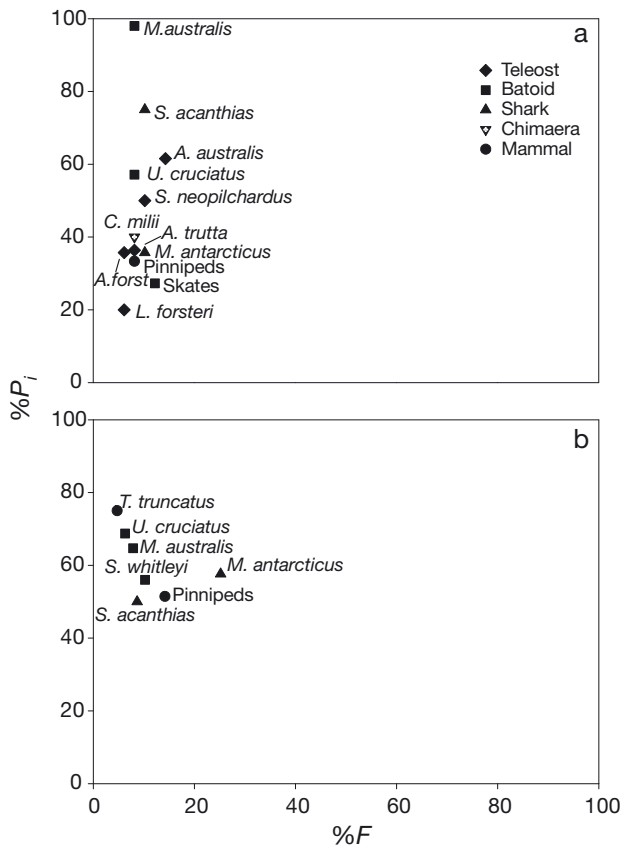 100
80
60
40
20
0
a
M.australis
S. acanthias
A. australis
U. cruciatus
S. neopilchardus
C. milii
A. trutta
M. antarcticus
Pinnipeds
A.forst
Skates
L. forsteri
Teleost
Batoid
Shark
Chimaera
Mammal
%Pi
100
80
60
40
20
0
b
T. truncatus
U. cruciatus
M. australis
S. whitleyi
M. antarcticus
Pinnipeds
S. acanthias
0 20 40 60 80 100
%F